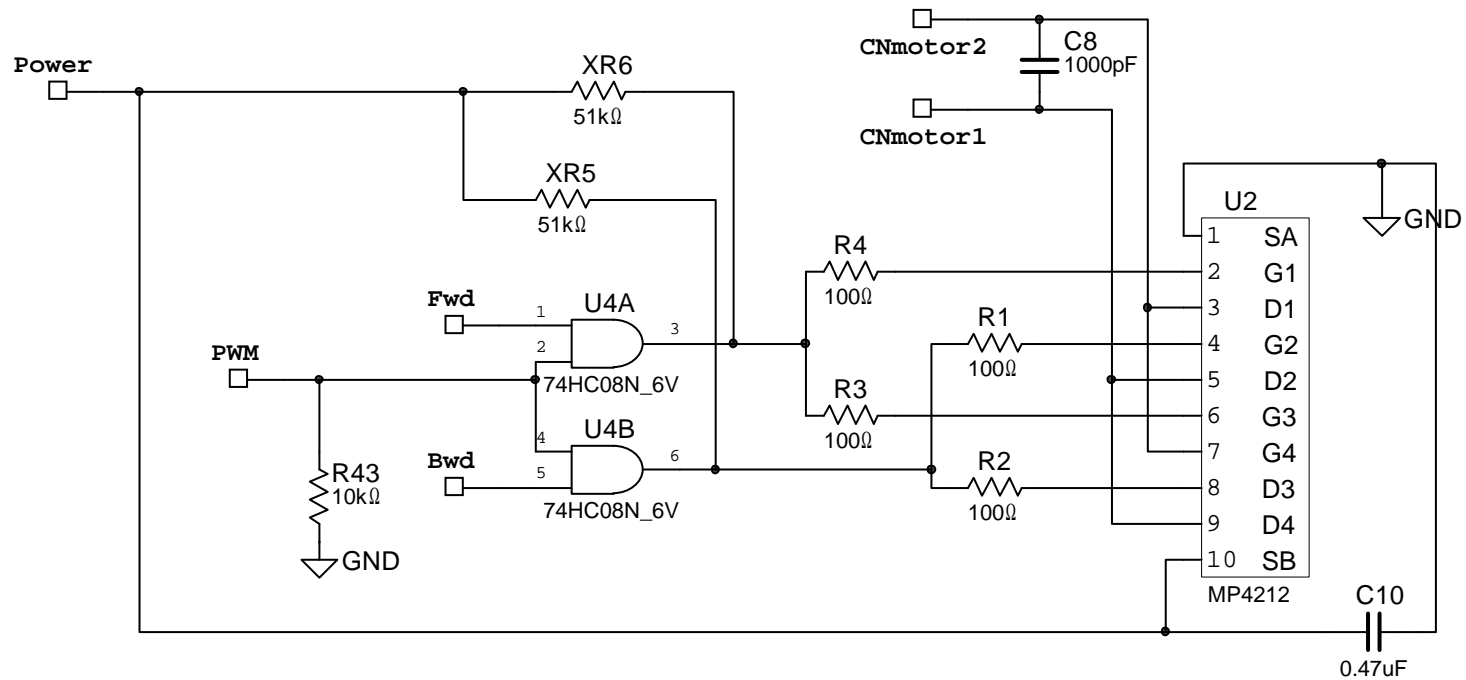 CNmotor2
C8
1000pF
Power
XR6
51kΩ
CNmotor1
XR5
51kΩ
U2
GND
1 SA
2 G1
3 D1
4 G2
5 D2
6 G3
7 G4
8 D3
9 D4
10 SB
MP4212
R4
100Ω
Fwd
1
U4A
3
2
74HC08N_6V
R1
100Ω
PWM
R3
100Ω
U4B
4
6
Bwd
5
74HC08N_6V
R2
100Ω
R43
10kΩ
GND
C10
0.47uF